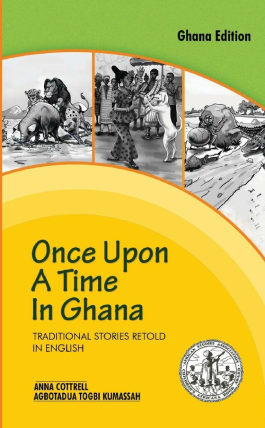 Ghana Edition
Once Upon
A Time
In Ghana
TRADITIONAL STORIES RETOLD
IN ENGLISH
ANNA COTTRELL
AGBOTADUA TOGBI KUMASSAH